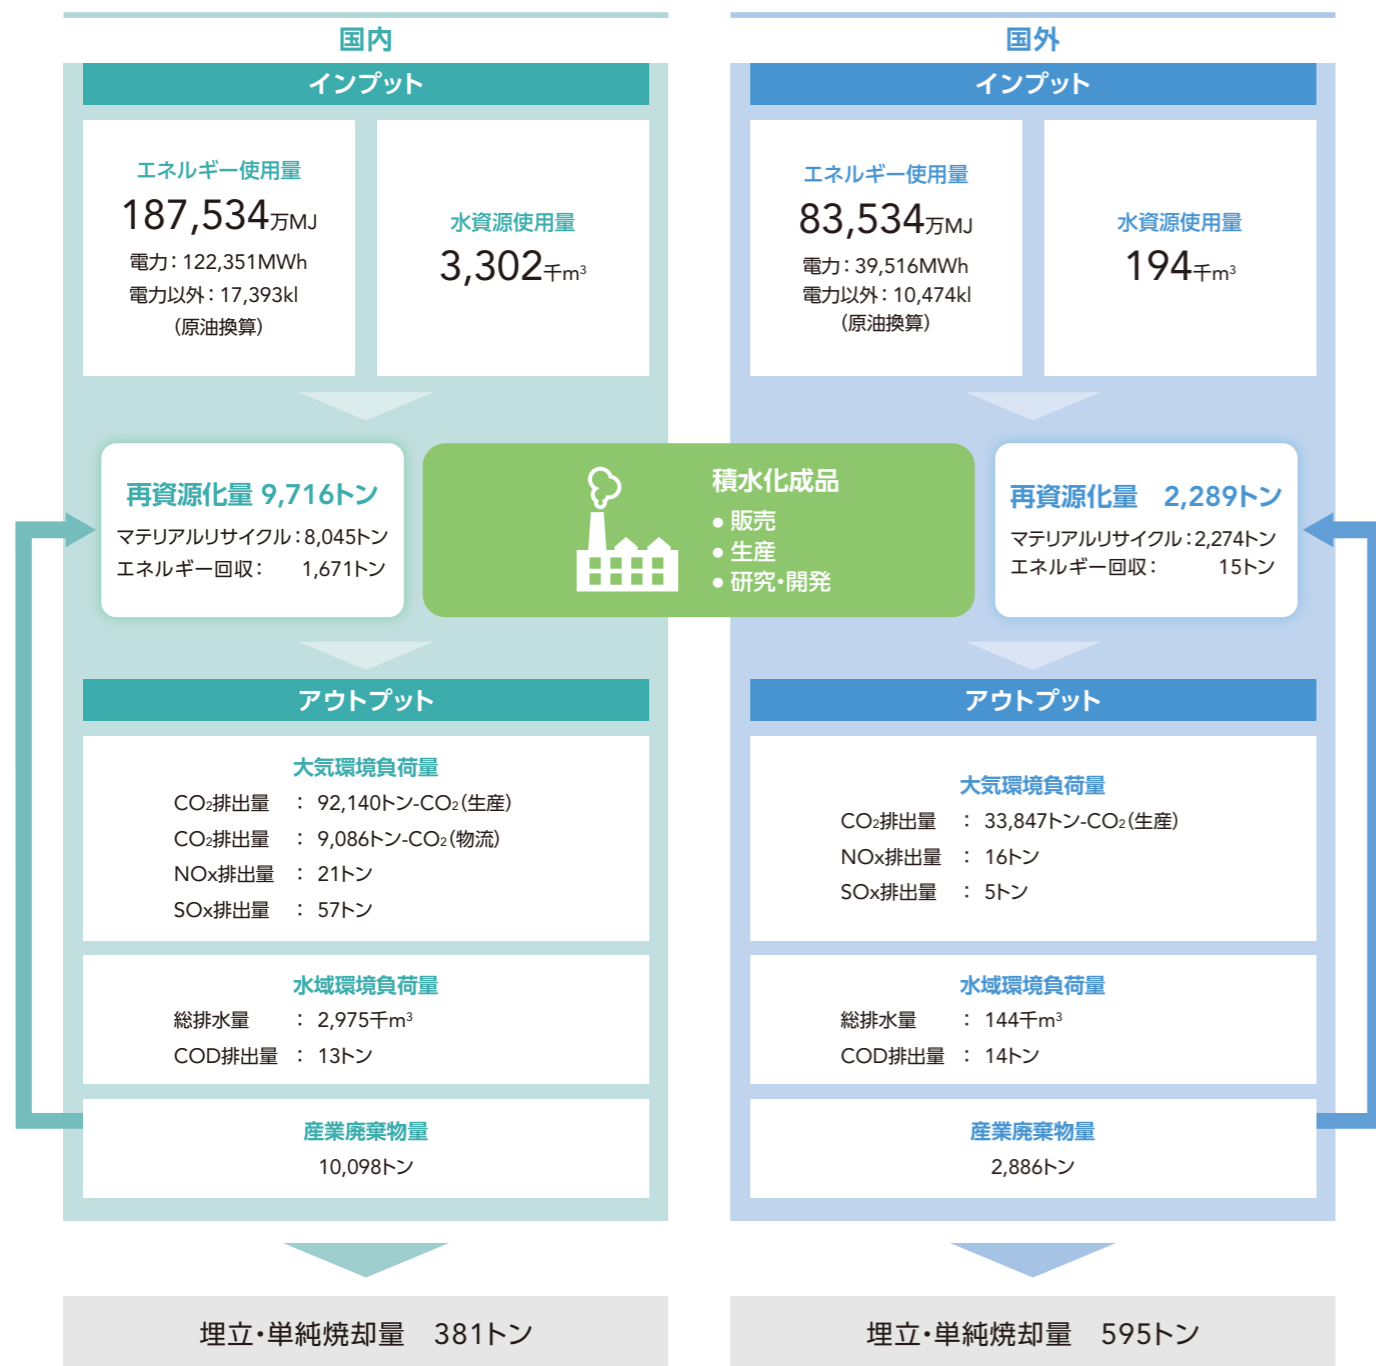 国内
インプット
エネルギー使用量
187,534万MJ
電力：122,351MWh
電力以外：17,393kl
（原油換算）
水資源使用量
3,302千m³
国外
インプット
エネルギー使用量
83,534万MJ
電力：39,516MWh
電力以外：10,474kl
（原油換算）
水資源使用量
194千m³
再資源化量 9,716トン
マテリアルリサイクル：8,045トン
エネルギー回収： 1,671トン
積水化成品
● 販売
● 生産
● 研究・開発
再資源化量 2,289トン
マテリアルリサイクル：2,274トン
エネルギー回収： 15トン
アウトプット
大気環境負荷量
CO₂排出量 ： 92,140トン-CO₂（生産）
CO₂排出量 ： 9,086トン-CO₂（物流）
NOx排出量 ： 21トン
SOx排出量 ： 57トン
水域環境負荷量
総排水量 ： 2,975千m³
COD排出量 ： 13トン
産業廃棄物量
10,098トン
埋立・単純焼却量 381トン
アウトプット
大気環境負荷量
CO₂排出量 ： 33,847トン-CO₂（生産）
NOx排出量 ： 16トン
SOx排出量 ： 5トン
水域環境負荷量
総排水量 ： 144千m³
COD排出量 ： 14トン
産業廃棄物量
2,886トン
埋立・単純焼却量 595トン